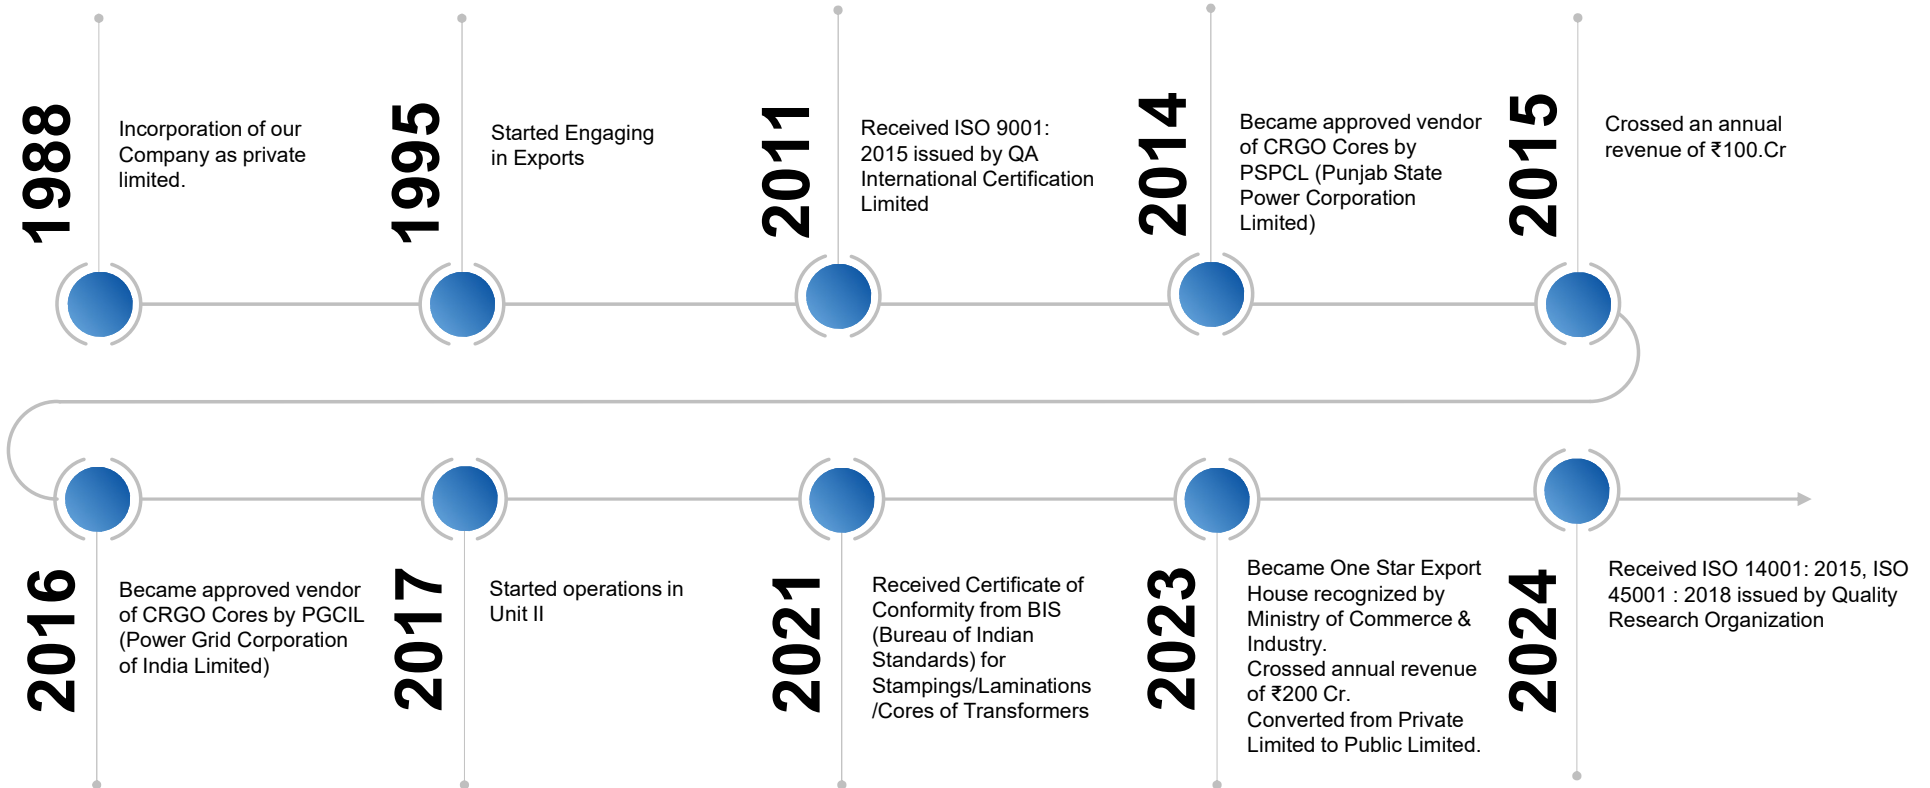 1988
Incorporation of our
Company as private
limited.
1995
Started Engaging
in Exports
2011
Received ISO 9001:
2015 issued by QA
International Certification
Limited
2014
Became approved vendor
of CRGO Cores by
PSPCL (Punjab State
Power Corporation
Limited)
2015
Crossed an annual
revenue of ₹100.Cr
2016
Became approved vendor
of CRGO Cores by PGCIL
(Power Grid Corporation
of India Limited)
2017
Started operations in
Unit II
2021
Received Certificate of
Conformity from BIS
(Bureau of Indian
Standards) for
Stampings/Laminations
/Cores of Transformers
2023
Became One Star Export
House recognized by
Ministry of Commerce &
Industry.
Crossed annual revenue
of ₹200 Cr.
Converted from Private
Limited to Public Limited.
2024
Received ISO 14001: 2015, ISO
45001 : 2018 issued by Quality
Research Organization